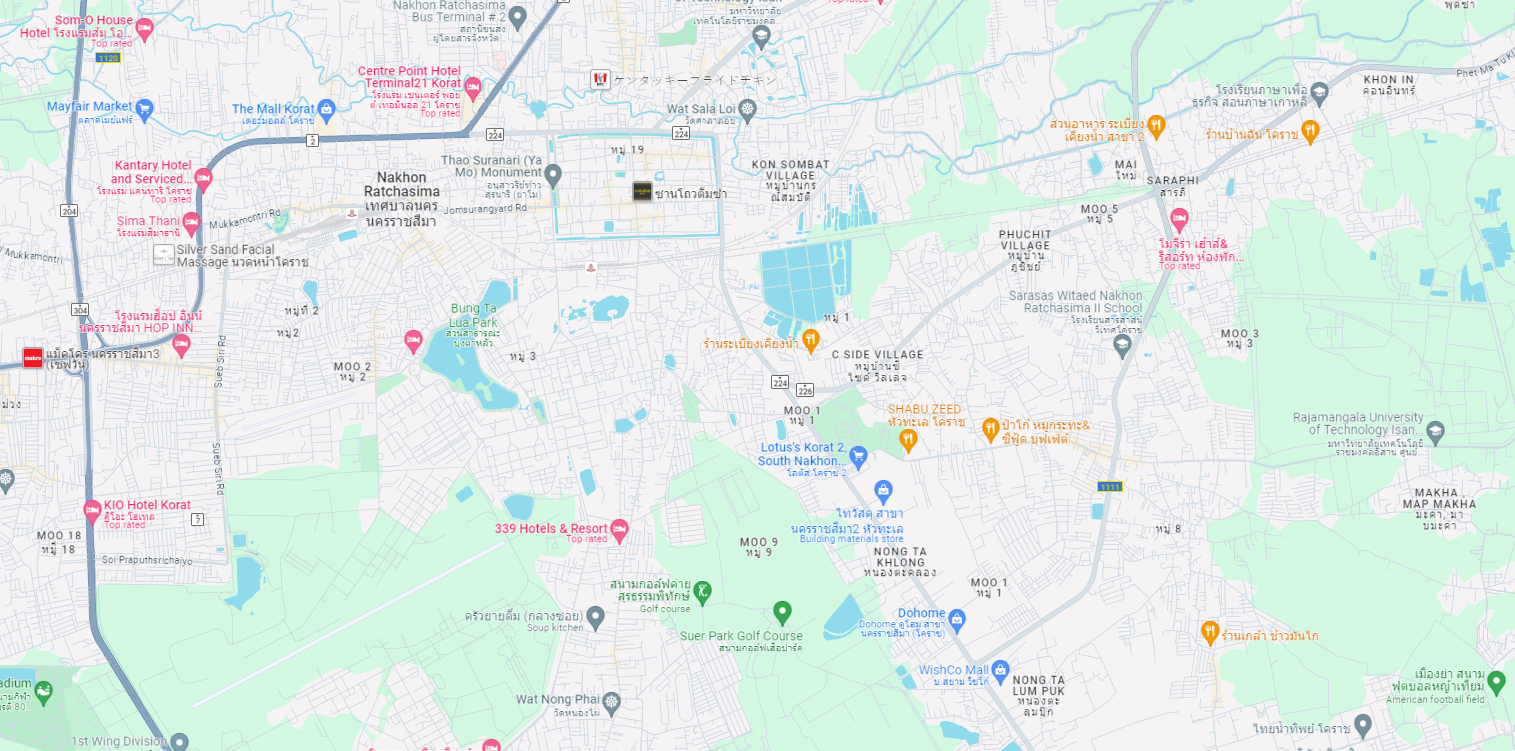 Som-O House
Hotel โรงแรมส้ม โอ...
Top rated
1120
Nakhon Ratchasima
Bus Terminal # 2
สถานีขนส่ง
ผู้โดยสารจังหวัด...
มหาวิทยาลัย
เทคโนโลยีราชมงคล...
Top rated
พุดซา
Centre Point Hotel
Terminal21 Korat
โรงแรม เซนเตอร์ พอย
ต์ เทอมินอล 21 โคราช
Top rated
ケンタッキーフライドチキン
Mayfair Market
ตลาดเมย์แฟร์
The Mall Korat
เดอะมอลล์ โคราช
Wat Sala Loi
วัดศาลาลอย
KHON IN
คอนอินทร์
โรงเรียนภาษาเพื่อ
ธุรกิจ สอนภาษาเกาหลี
สวนอาหาร ระเบียง
เคียงน้ำ สาขา 2
ร้านบ้านฉัน โคราช
2
224
224
หมู่ 19
Kantary Hotel
and Serviced...
โรงแรม แคนทารี โคราช
Top rated
Nakhon
Ratchasima
เทศบาลนคร
นครราชสีมา
Thao Suranari (Ya
Mo) Monument
อนุสาวรีย์ท้าว
สุรนารี (ย่าโม)
KON SOMBAT
VILLAGE
หมู่บ้านกร
ณ์สมบัติ
MAI
ใหม่
SARAPHI
สารภี
ชานโถวติ่มซำ
Jomsurangyard Rd
204
Mukkamontri Rd
Sima Thani
โรงแรมสีมาธานี
MOO 5
หมู่ 5
Mukkamontri
Silver Sand Facial
Massage นวดหน้าโคราช
PHUCHIT
VILLAGE
หมู่บ้าน
ภูชิชย์
โมจีร่า เฮ้าส์&
รีสอร์ท ห้องพัก...
Top rated
304
หมู่ที่ 2
หมู่2
Bung Ta
Lua Park
สวนสาธารณะ
บุ่งตาหลั่ว
Sarasas Witaed Nakhon
Ratchasima II School
โรงเรียนสารสาสน์
วิเทศโคราช
หมู่ 1
โรงแรมฮ็อป อินน์
นครราชสีมา HOP INN
MOO 3
หมู่ 3
ร้านระเบียงเคียงน้ำ
C SIDE VILLAGE
หมู่บ้านซี
ไซด์ วิลเลจ
makro
แม็คโคร นครราชสีมา3
(เซฟวัน)
หมู่ 3
MOO 2
หมู่ 2
Sueb Siri Rd
224
226
MOO 1
หมู่ 1
SHABU ZEED
หัวทะเล โคราช
ป๋าโก้ หมูกระทะ&
ซีฟู้ด บุฟเฟ่ต์
Rajamangala University
of Technology Isan...
มหาวิทยาลัยเทคโนโลยี
ราชมงคลอีสาน ศูนย์
Lotus's Korat 2,
South Nakhon...
โลตัส โคราช 2
Sueb Siri Rd
1111
KIO Hotel Korat
คีโอะ โฮเทล
Top rated
7
ไทวัสดุ สาขา
นครราชสีมา2 หัวทะเล
Building materials store
MAKHA ,
MAP MAKHA
มะค่า, มา
บมะค่า
339 Hotels & Resort
Top rated
หมู่ 8
MOO 18
หมู่ 18
MOO 9
หมู่ 9
Soi Praputhsrichaiyo
NONG TA
KHLONG
หนองตะคลอง
สนามกอล์ฟค่าย
สุรธรรมพิทักษ์
Golf course
MOO 1
หมู่ 1
ครัวยายติ๋ม (กลางซอย)
Soup kitchen
Dohome
Dohome ดูโฮม สาขา
นครราชสีมา (โคราช)
Suer Park Golf Course
สนามกอล์ฟเสือปาร์ค
ร้านเกล้า ข้าวมันไก่
WishCo Mall
บ.สยาม วิชโก้
NONG TA
LUM PUK
หนองตะ
ลุมปุ๊ก
เมืองย่า สนาม
ฟุตบอลหญ้าเทียม
American football field
Wat Nong Phai
วัดหนองไผ่
ไทยน้ำทิพย์ โคราช
1st Wing Division